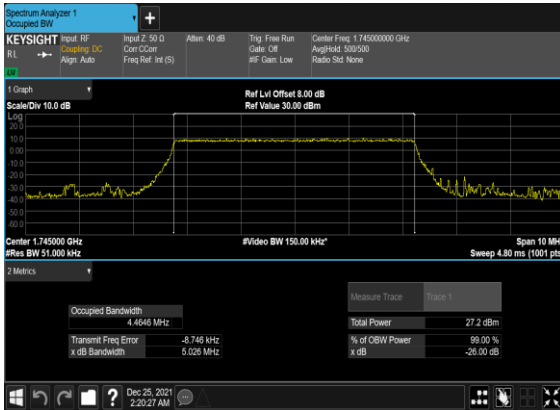 Spectrum Analyzer 1
Occupied BW
KEYSIGHT
RL
Input: RF
Coupling: DC
Align: Auto
Input Z: 50 Ω
Corr CCorr
Freq Ref: Int (S)
Atten: 40 dB
Trig: Free Run
Gate: Off
#IF Gain: Low
Center Freq: 1.745000000 GHz
Avg|Hold: 500/500
Radio Std: None
LW
1 Graph
Scale/Div 10.0 dB
Ref Lvl Offset 8.00 dB
Ref Value 30.00 dBm
Log
20.0
10.0
0.00
-10.0
-20.0
-30.0
-40.0
-50.0
-60.0
Center 1.745000 GHz
#Res BW 51.000 kHz
#Video BW 150.00 kHz*
Span 10 MH
Sweep 4.80 ms (1001 pts
2 Metrics
Measure Trace
Trace 1
Occupied Bandwidth
4.4646 MHz
Total Power
27.2 dBm
Transmit Freq Error
-8.746 kHz
% of OBW Power
99.00 %
x dB Bandwidth
5.026 MHz
x dB
-26.00 dB
Dec 25, 2021
2:20:27 AM